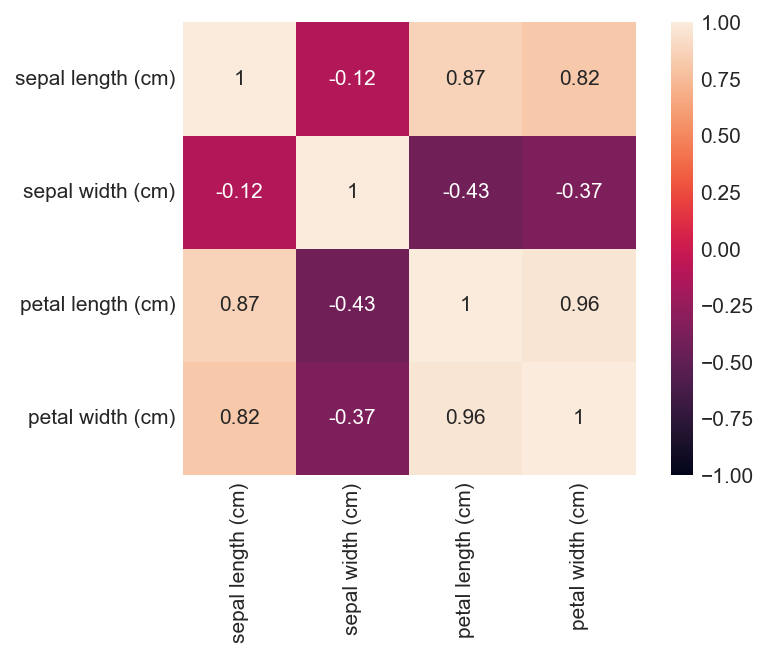 sepal length (cm) 1 -0.12 0.87 0.82
sepal width (cm) -0.12 1 -0.43 -0.37
petal length (cm) 0.87 -0.43 1 0.96
petal width (cm) 0.82 -0.37 0.96 1
sepal length (cm)
sepal width (cm)
petal length (cm)
petal width (cm)
1.00
0.75
0.50
0.25
0.00
−0.25
−0.50
−0.75
−1.00